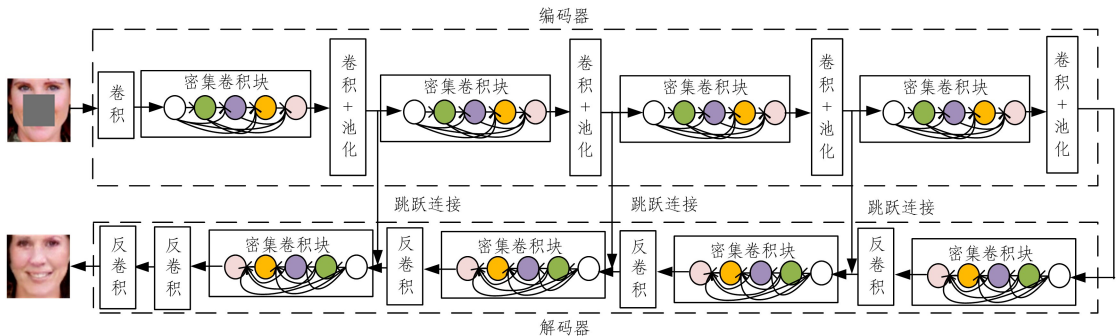 编码器
卷积
密集卷积块
卷积+池化
密集卷积块
卷积+池化
密集卷积块
卷积+池化
密集卷积块
卷积+池化
跳跃连接
跳跃连接
跳跃连接
反卷积
反卷积
密集卷积块
反卷积
密集卷积块
反卷积
密集卷积块
反卷积
密集卷积块
解码器